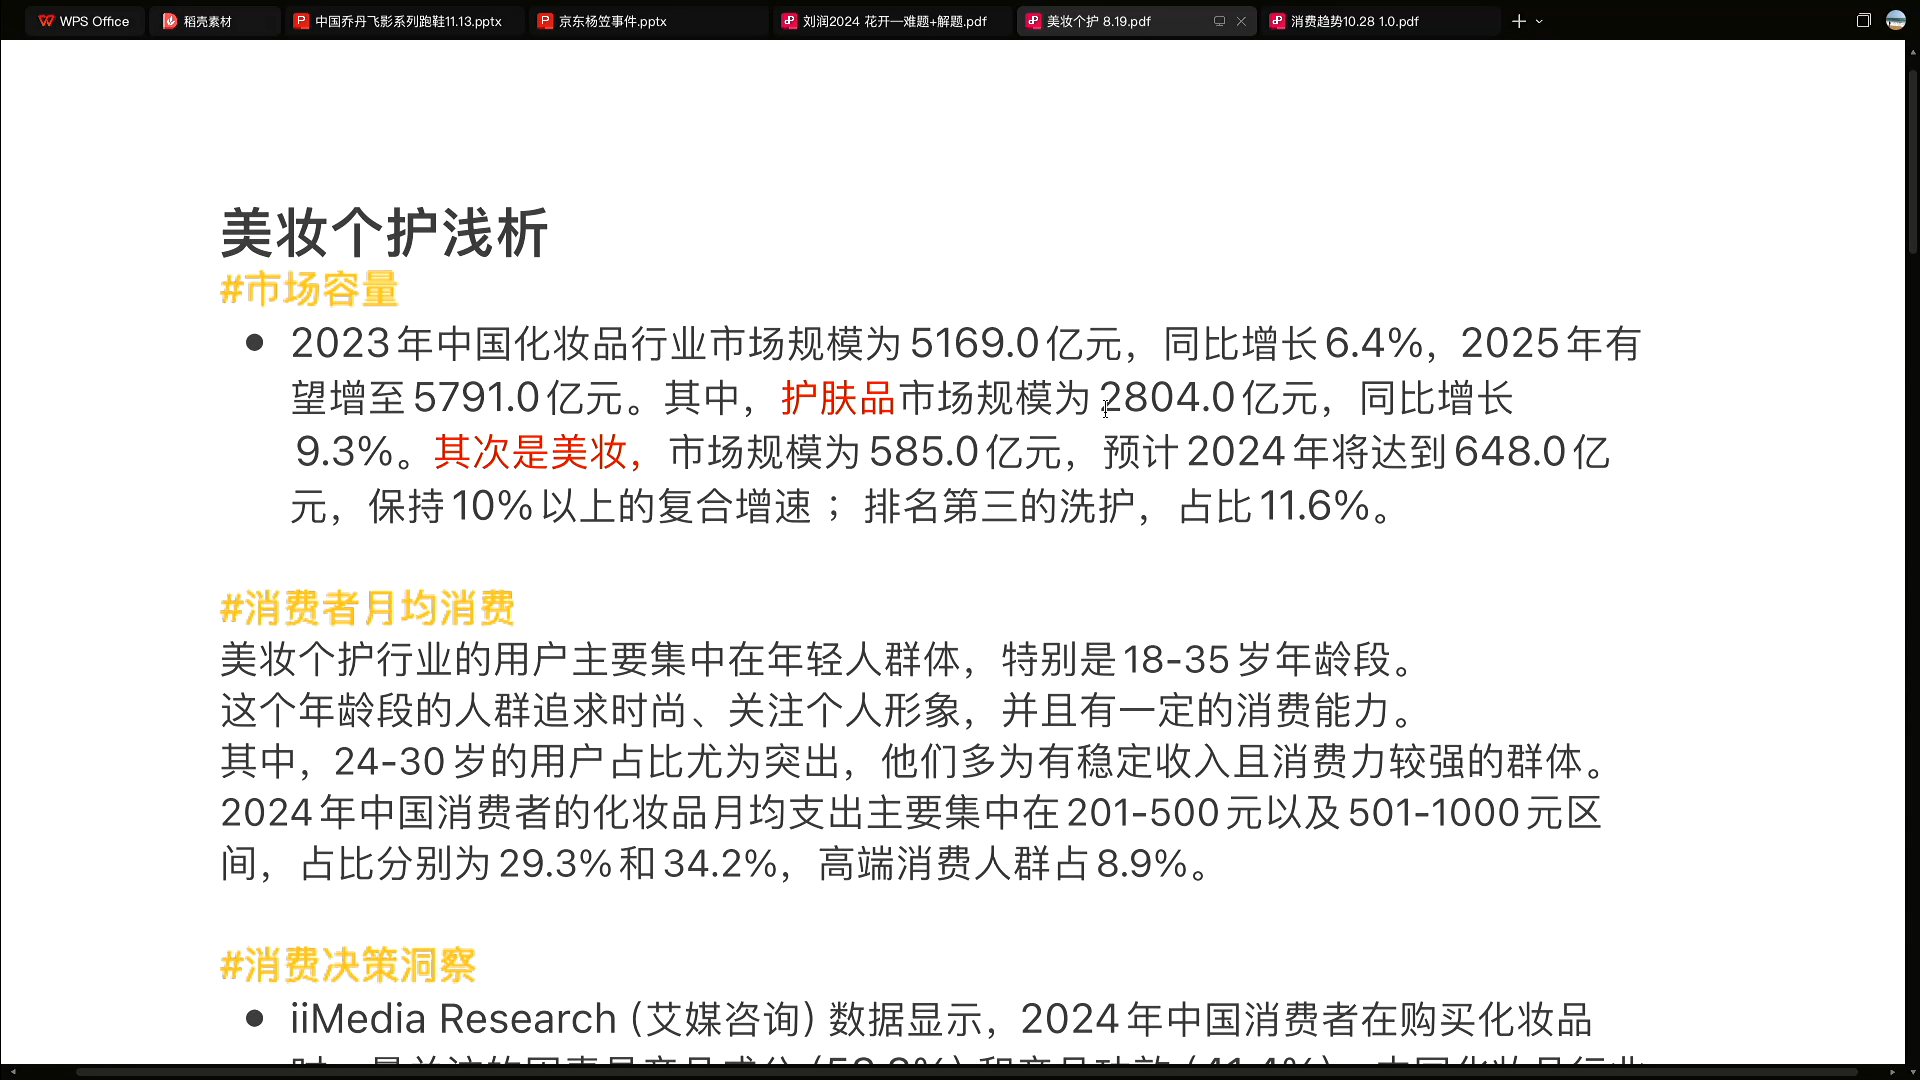 WPS Office 稻壳素材 中国乔丹飞影系列跑鞋11.13.pptx 京东杨笠事件.pptx 刘润2024 花开—难题+解题.pdf 美妆个护 8.19.pdf 消费趋势10.28 1.0.pdf
美妆个护浅析
#市场容量
● 2023年中国化妆品行业市场规模为5169.0亿元，同比增长6.4%，2025年有
望增至5791.0亿元。其中，护肤品市场规模为2804.0亿元，同比增长
9.3%。其次是美妆，市场规模为585.0亿元，预计2024年将达到648.0亿
元，保持10%以上的复合增速；排名第三的洗护，占比11.6%。
#消费者月均消费
美妆个护行业的用户主要集中在年轻人群体，特别是18-35岁年龄段。
这个年龄段的人群追求时尚、关注个人形象，并且有一定的消费能力。
其中，24-30岁的用户占比尤为突出，他们多为有稳定收入且消费力较强的群体。
2024年中国消费者的化妆品月均支出主要集中在201-500元以及501-1000元区
间，占比分别为29.3%和34.2%，高端消费人群占8.9%。
#消费决策洞察
● iiMedia Research (艾媒咨询) 数据显示，2024年中国消费者在购买化妆品